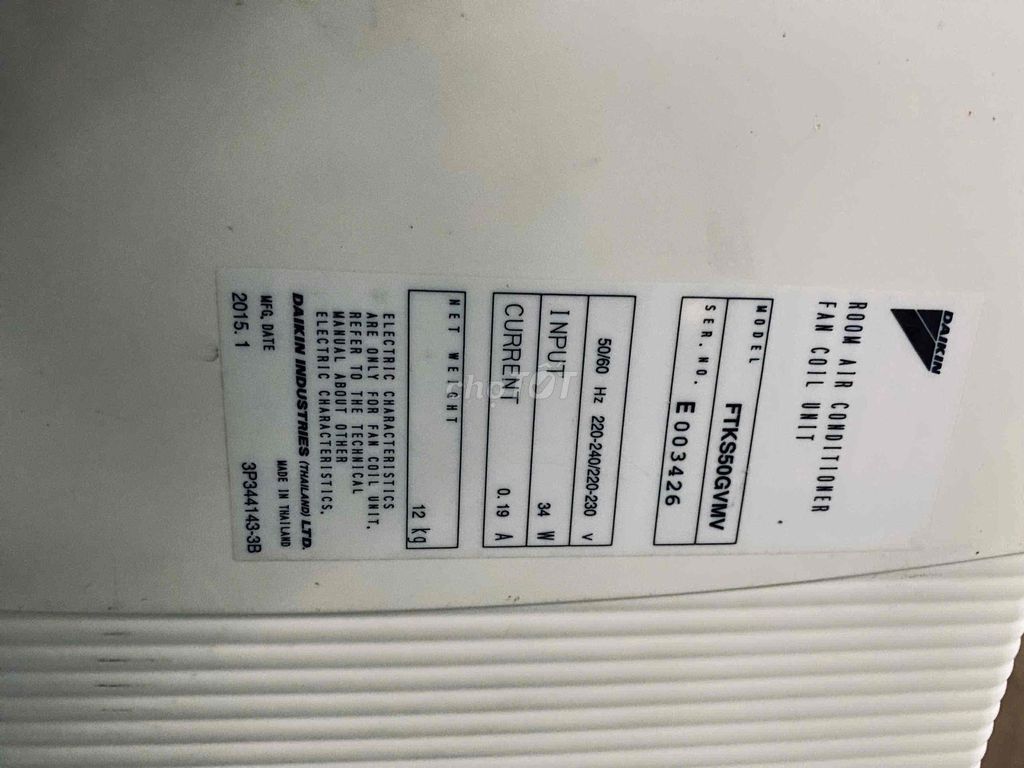 DAIKIN
ROOM AIR CONDITIONER
FAN COIL UNIT
MODEL FTKS50GVMV
SER. NO. E003426
50/60 Hz 220-240/220-230 V
INPUT 34 W
CURRENT 0.19 A
NET WEIGHT 12 kg
ELECTRIC CHARACTERISTICS
ARE ONLY FOR FAN COIL UNIT.
REFER TO THE TECHNICAL
MANUAL ABOUT OTHER
ELECTRIC CHARACTERISTICS.
DAIKIN INDUSTRIES (THAILAND) LTD.
MFG. DATE MADE IN THAILAND
2015. 1 3P344143-3B
chợTỐT